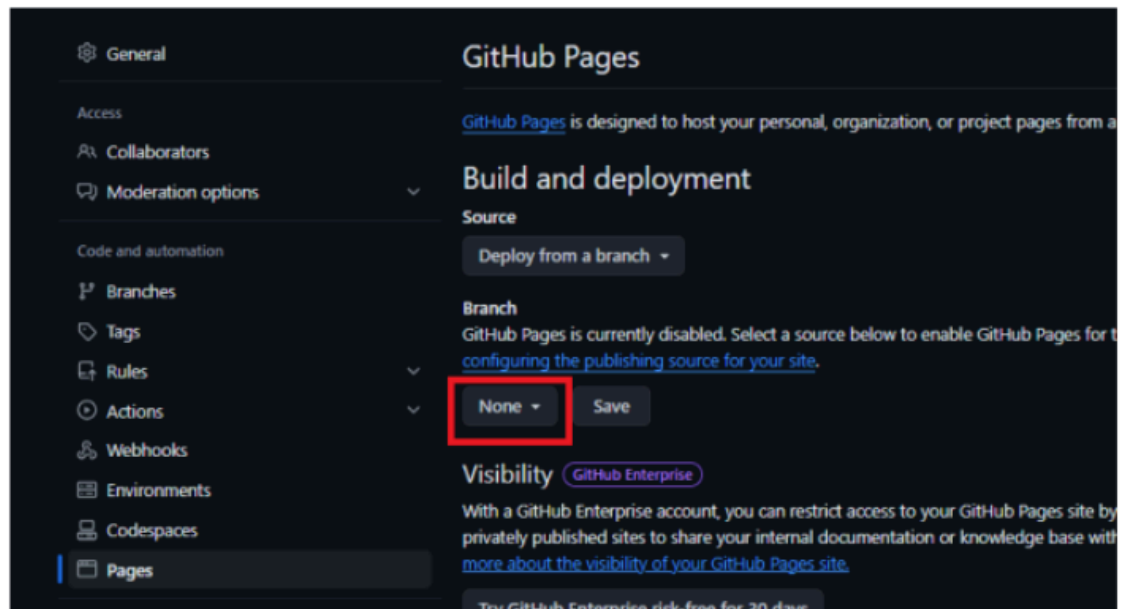 General
Access
Collaborators
Moderation options
Code and automation
Branches
Tags
Rules
Actions
Webhooks
Environments
Codespaces
Pages
GitHub Pages
GitHub Pages is designed to host your personal, organization, or project pages from a
Build and deployment
Source
Deploy from a branch
Branch
GitHub Pages is currently disabled. Select a source below to enable GitHub Pages for t
configuring the publishing source for your site.
None Save
Visibility GitHub Enterprise
With a GitHub Enterprise account, you can restrict access to your GitHub Pages site by
privately published sites to share your internal documentation or knowledge base with
more about the visibility of your GitHub Pages site.
Try GitHub Enterprise risk-free for 30 days